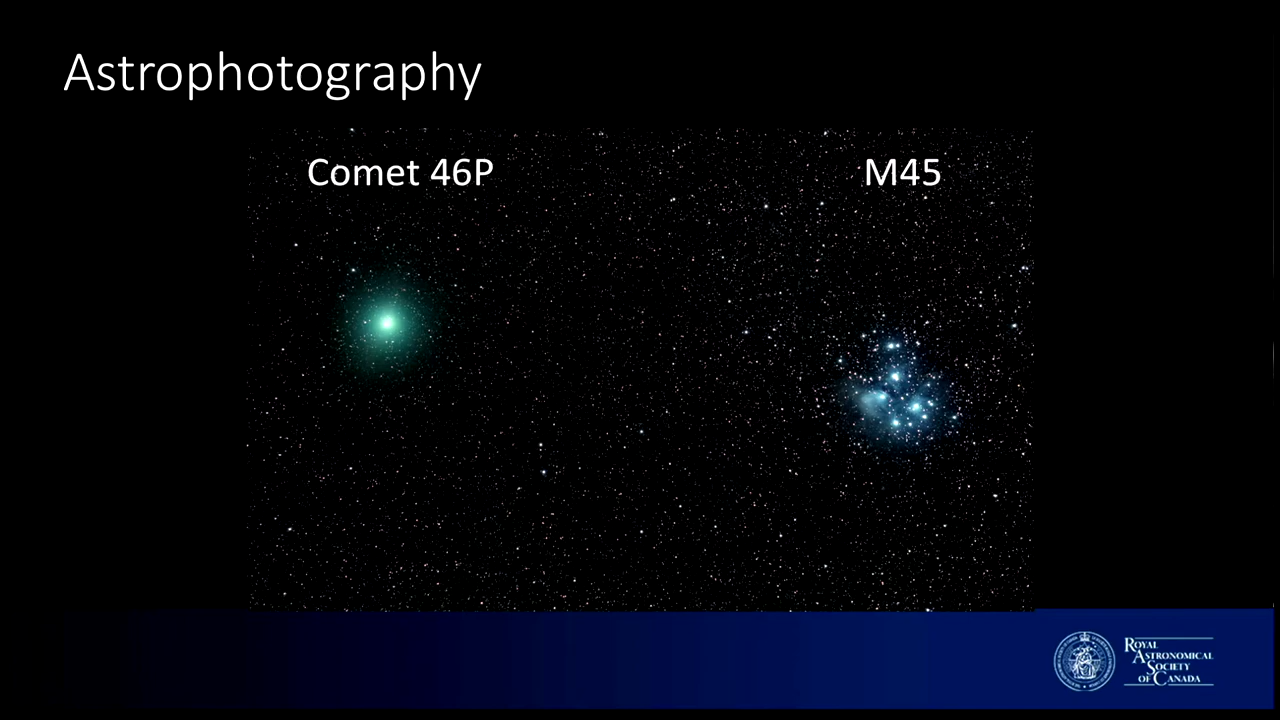 Astrophotography
Comet 46P
M45
ROYAL
ASTRONOMICAL
SOCIETY
OF CANADA